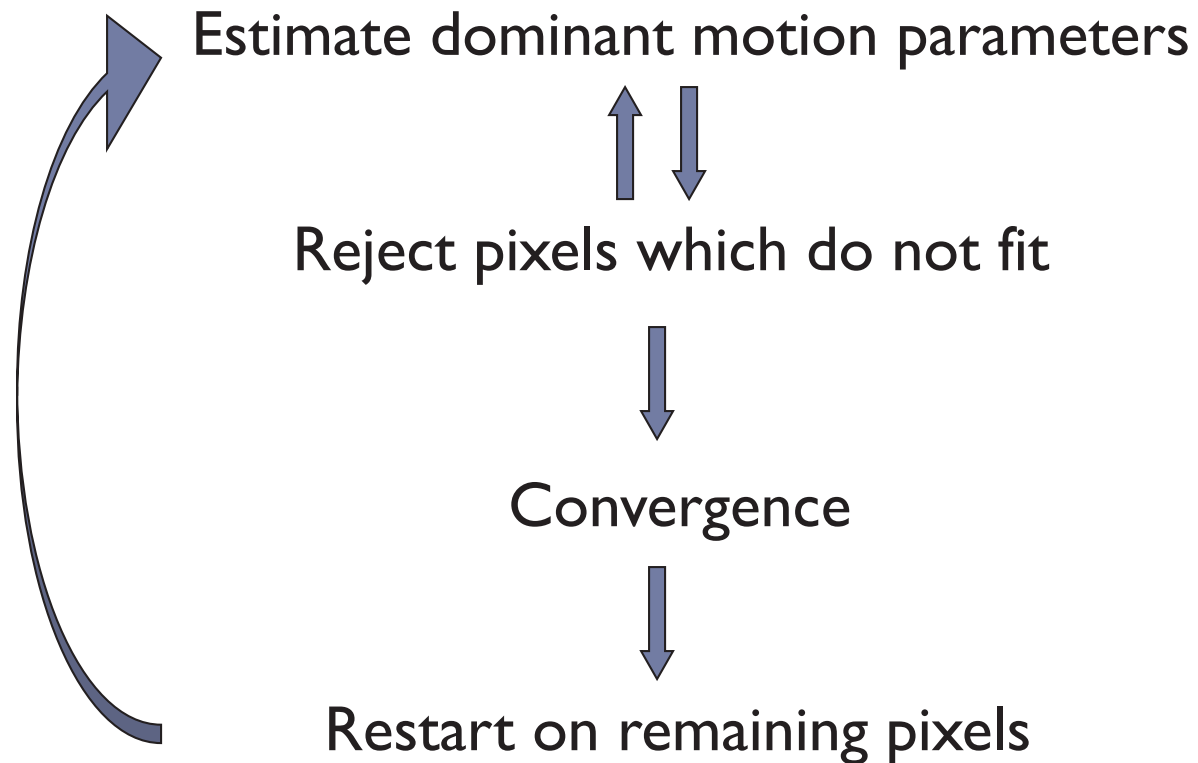 Estimate dominant motion parameters
Reject pixels which do not fit
Convergence
Restart on remaining pixels